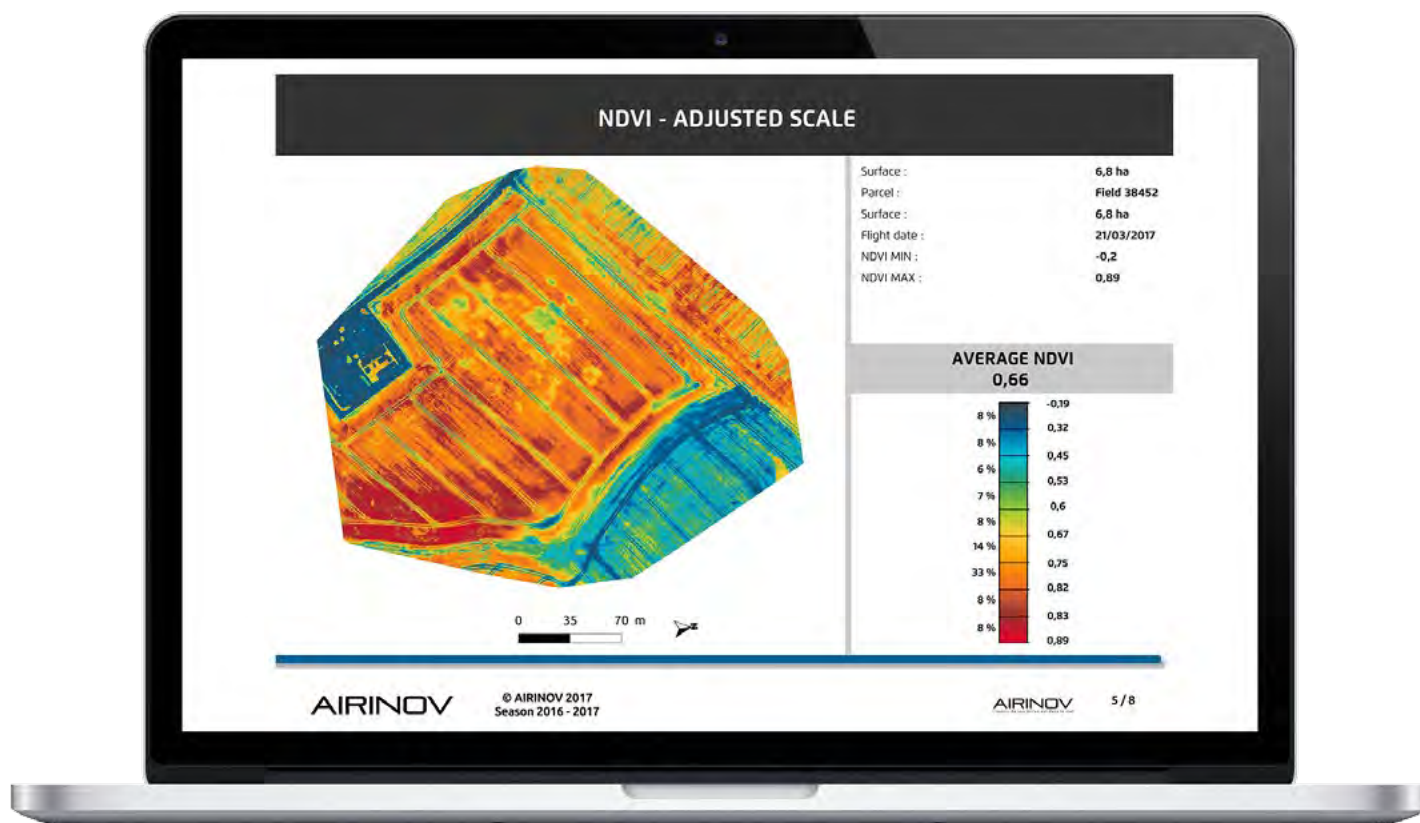 NDVI - ADJUSTED SCALE
Surface : 6,8 ha
Parcel : Field 38452
Surface : 6,8 ha
Flight date : 21/03/2017
NDVI MIN : -0,2
NDVI MAX : 0,89
AVERAGE NDVI
0,66
-0,19
8 %
0,32
8 %
0,45
6 %
0,53
7 %
0,6
8 %
0,67
14 %
0,75
33 %
0,82
8 %
0,83
8 %
0,89
0 35 70 m
Z
AIRINOV
© AIRINOV 2017
Season 2016 - 2017
AIRINOV
5 / 8